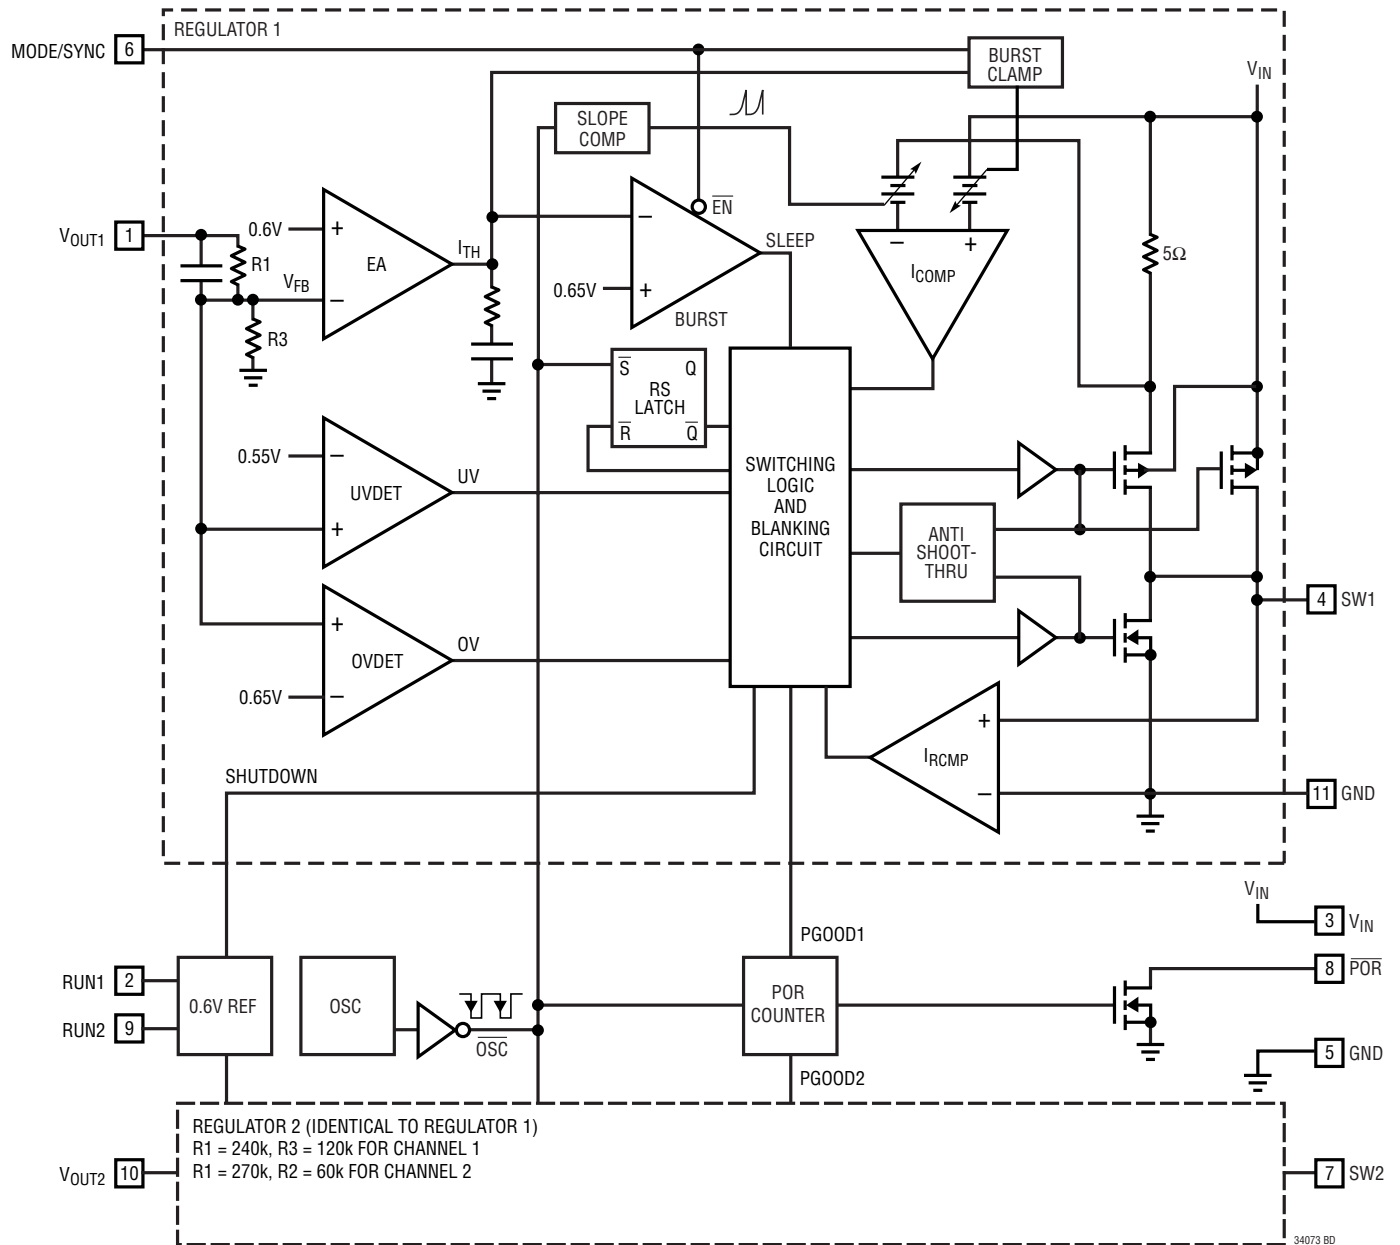 REGULATOR 1
MODE/SYNC 6
BURST
CLAMP
VIN
SLOPE
COMP
EN
VOUT1 1
0.6V
+
EA
−
ITH
R1
VFB
R3
−
+
0.65V
SLEEP
BURST
−
+
ICOMP
5Ω
S
Q
RS
LATCH
R
Q
0.55V
−
UVDET
+
UV
SWITCHING
LOGIC
AND
BLANKING
CIRCUIT
ANTI
SHOOT-
THRU
4 SW1
+
OVDET
−
OV
0.65V
+
IRCMP
−
SHUTDOWN
11 GND
VIN
3 VIN
PGOOD1
RUN1 2
RUN2 9
0.6V REF
OSC
OSC
POR
COUNTER
8 POR
5 GND
PGOOD2
REGULATOR 2 (IDENTICAL TO REGULATOR 1)
R1 = 240k, R3 = 120k FOR CHANNEL 1
R1 = 270k, R2 = 60k FOR CHANNEL 2
VOUT2 10
7 SW2
34073 BD